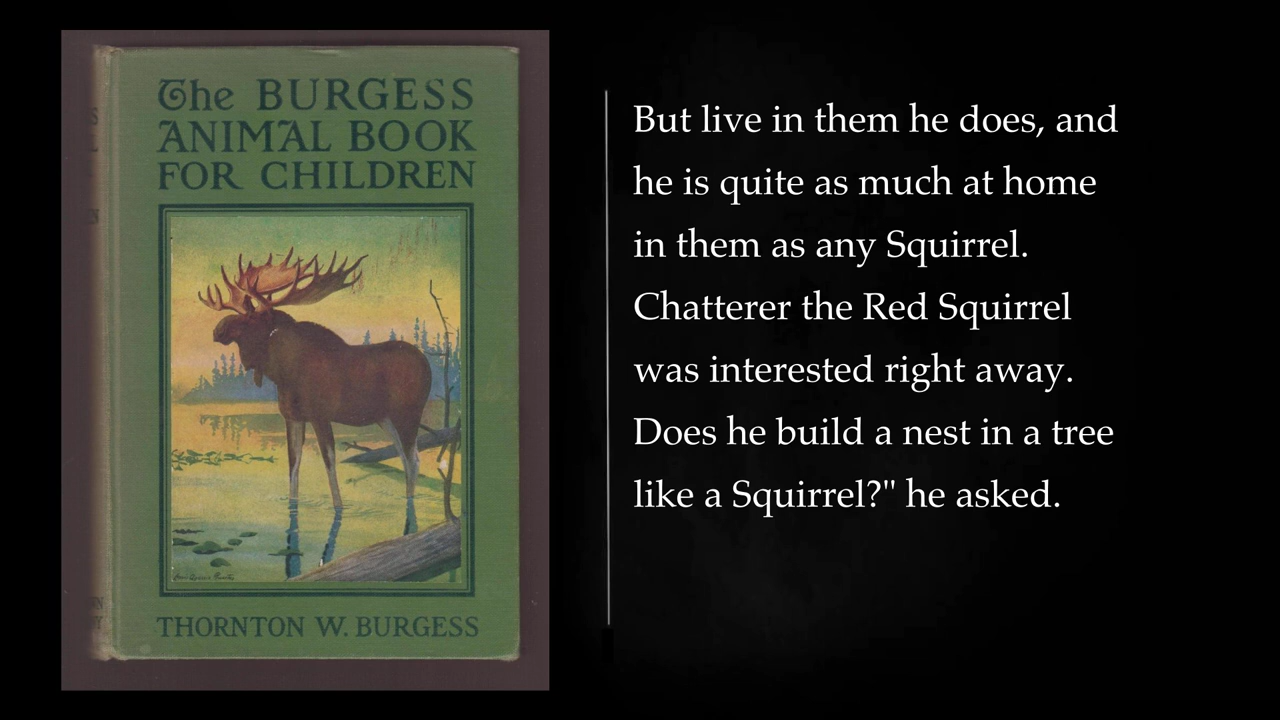 The BURGESS
ANIMAL BOOK
FOR CHILDREN
THORNTON W. BURGESS
But live in them he does, and
he is quite as much at home
in them as any Squirrel.
Chatterer the Red Squirrel
was interested right away.
Does he build a nest in a tree
like a Squirrel?" he asked.